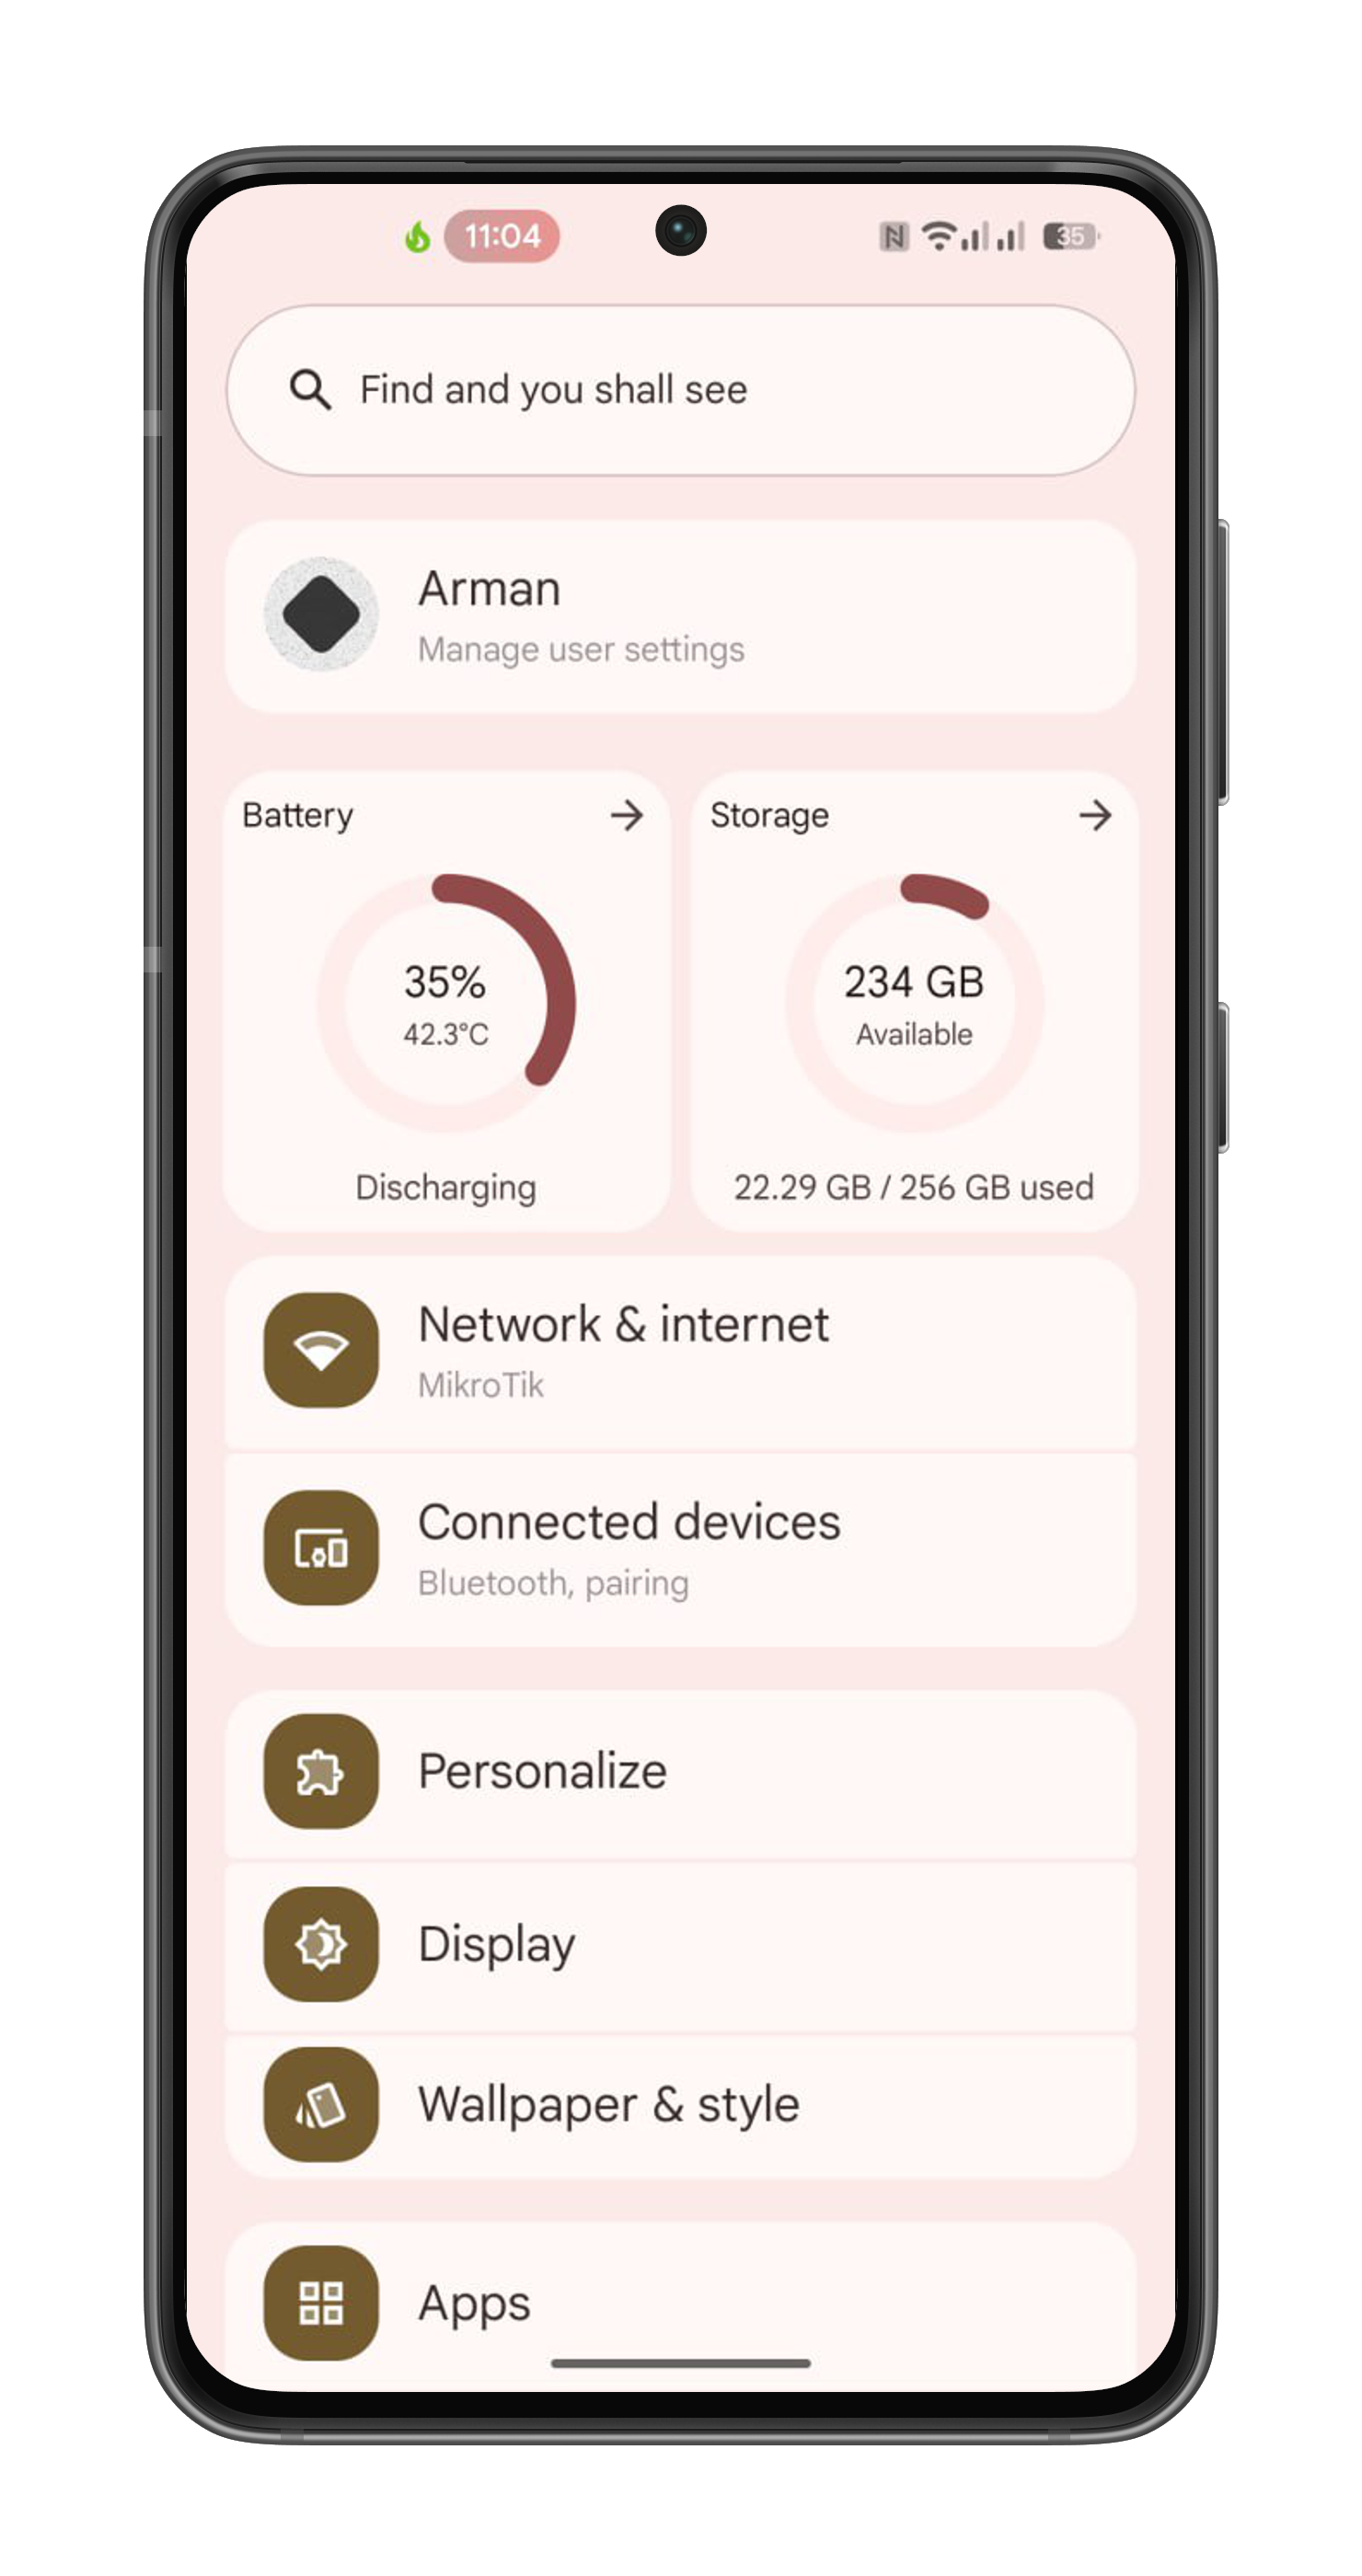 11:04
N
35
Find and you shall see
Arman
Manage user settings
Battery
Storage
35%
42.3°C
234 GB
Available
Discharging
22.29 GB / 256 GB used
Network & internet
MikroTik
Connected devices
Bluetooth, pairing
Personalize
Display
Wallpaper & style
Apps